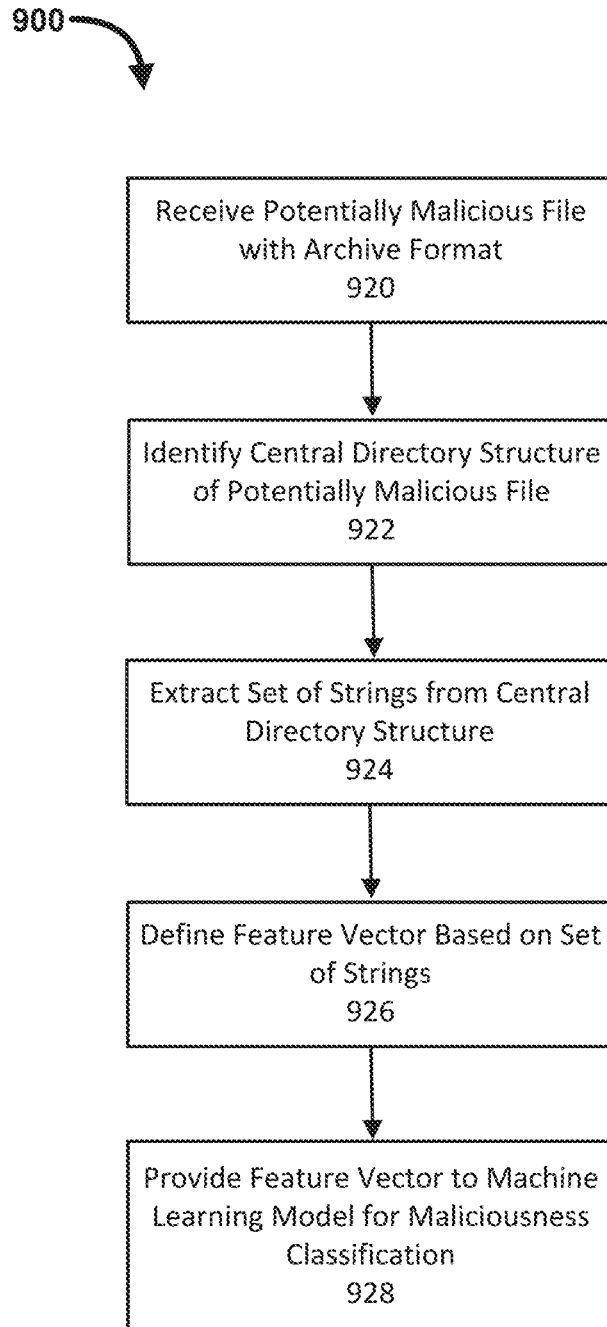 900
Receive Potentially Malicious File
with Archive Format
920
Identify Central Directory Structure
of Potentially Malicious File
922
Extract Set of Strings from Central
Directory Structure
924
Define Feature Vector Based on Set
of Strings
926
Provide Feature Vector to Machine
Learning Model for Maliciousness
Classification
928